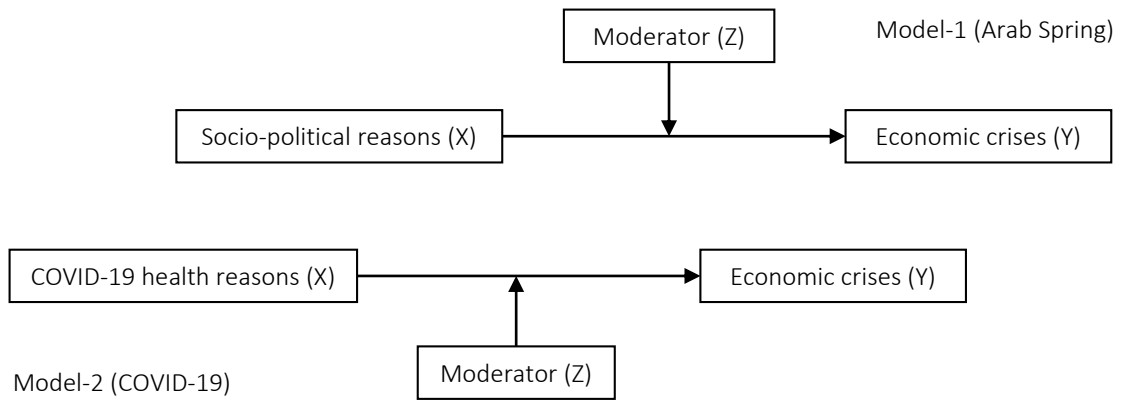 Moderator (Z)
Model-1 (Arab Spring)
Socio-political reasons (X)
Economic crises (Y)
COVID-19 health reasons (X)
Economic crises (Y)
Moderator (Z)
Model-2 (COVID-19)